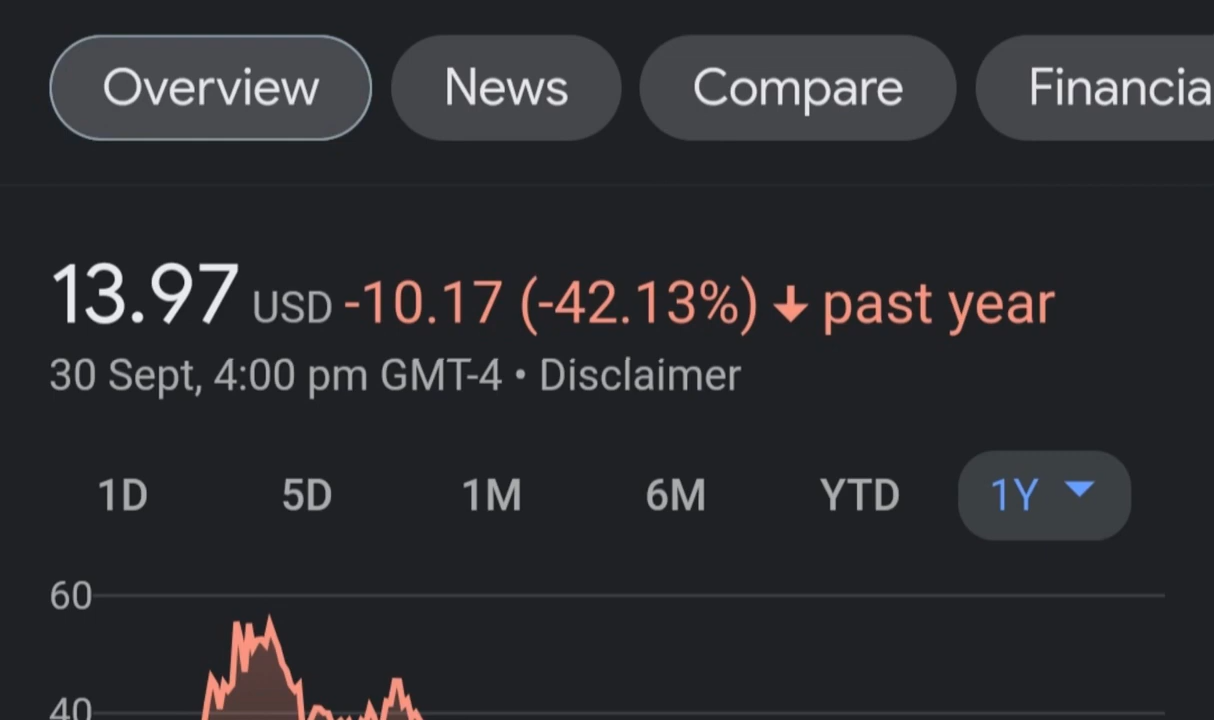 Overview News Compare Financia
13.97 USD -10.17 (-42.13%) ↓ past year
30 Sept, 4:00 pm GMT-4 • Disclaimer
1D 5D 1M 6M YTD 1Y
60
40